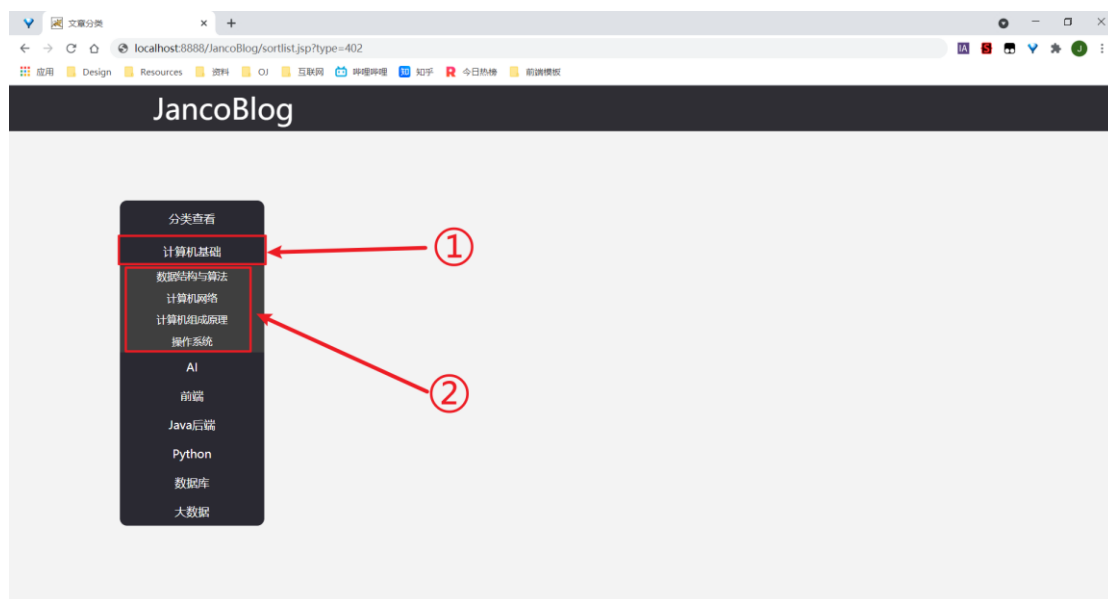 文章分类
localhost:8888/JancoBlog/sortlist.jsp?type=402
IA S J
应用 Design Resources 资料 OJ 互联网 哔哩哔哩 知 知乎 R 今日热榜 前端模板
JancoBlog
分类查看
计算机基础
①
数据结构与算法
计算机网络
计算机组成原理
操作系统
AI
②
前端
Java后端
Python
数据库
大数据